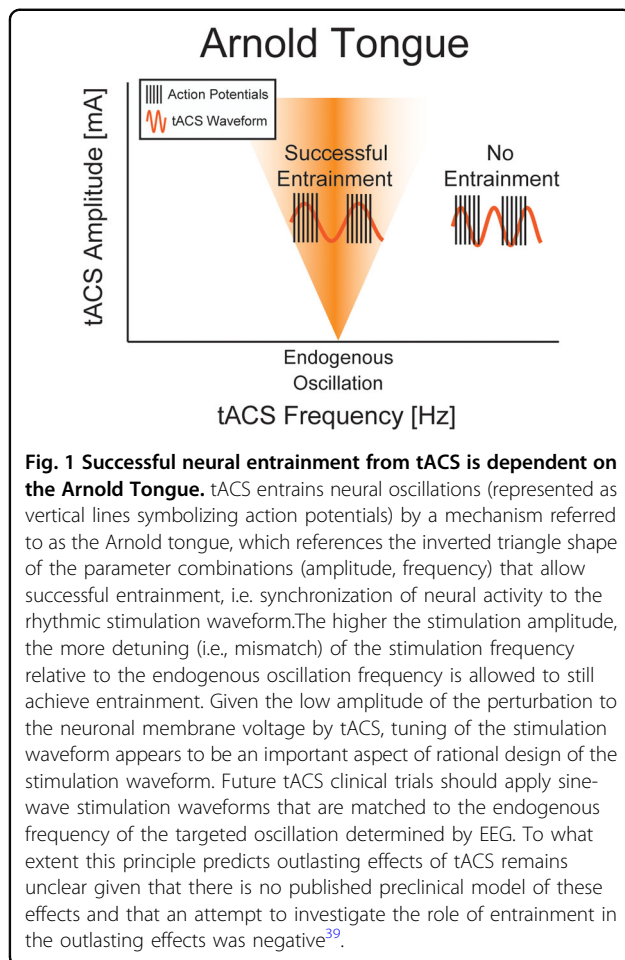 Arnold Tongue
Action Potentials
tACS Waveform
tACS Amplitude [mA]
Successful
Entrainment
No
Entrainment
Endogenous
Oscillation
tACS Frequency [Hz]
Fig. 1 Successful neural entrainment from tACS is dependent on
the Arnold Tongue. tACS entrains neural oscillations (represented as
vertical lines symbolizing action potentials) by a mechanism referred
to as the Arnold tongue, which references the inverted triangle shape
of the parameter combinations (amplitude, frequency) that allow
successful entrainment, i.e. synchronization of neural activity to the
rhythmic stimulation waveform.The higher the stimulation amplitude,
the more detuning (i.e., mismatch) of the stimulation frequency
relative to the endogenous oscillation frequency is allowed to still
achieve entrainment. Given the low amplitude of the perturbation to
the neuronal membrane voltage by tACS, tuning of the stimulation
waveform appears to be an important aspect of rational design of the
stimulation waveform. Future tACS clinical trials should apply sine-
wave stimulation waveforms that are matched to the endogenous
frequency of the targeted oscillation determined by EEG. To what
extent this principle predicts outlasting effects of tACS remains
unclear given that there is no published preclinical model of these
effects and that an attempt to investigate the role of entrainment in
the outlasting effects was negative39.